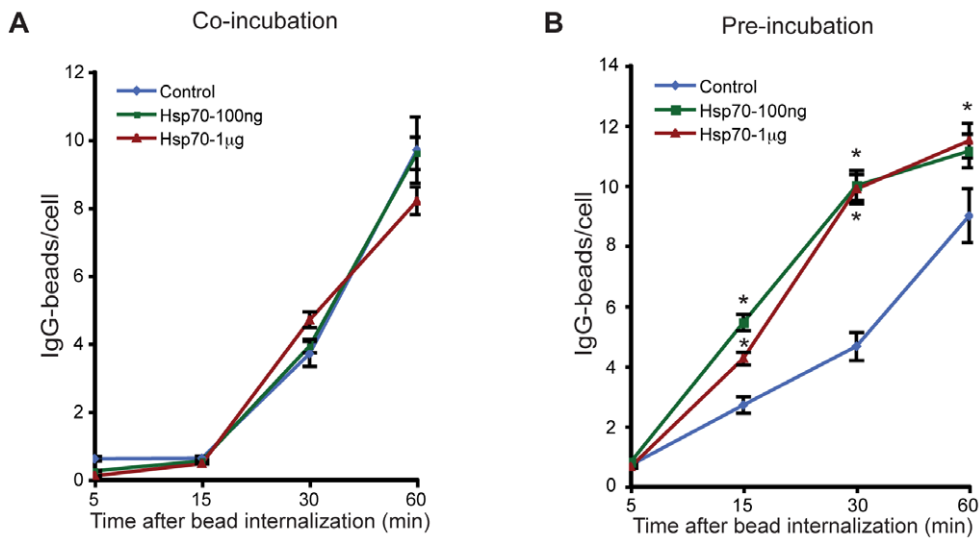 A
Co-incubation
12
10
8
6
4
2
0
IgG-beads/cell
Control
Hsp70-100ng
Hsp70-1µg
5 15 30 60
Time after bead internalization (min)
B
Pre-incubation
14
12
10
8
6
4
2
0
IgG-beads/cell
Control
Hsp70-100ng
Hsp70-1µg
*
*
*
*
*
5 15 30 60
Time after bead internalization (min)